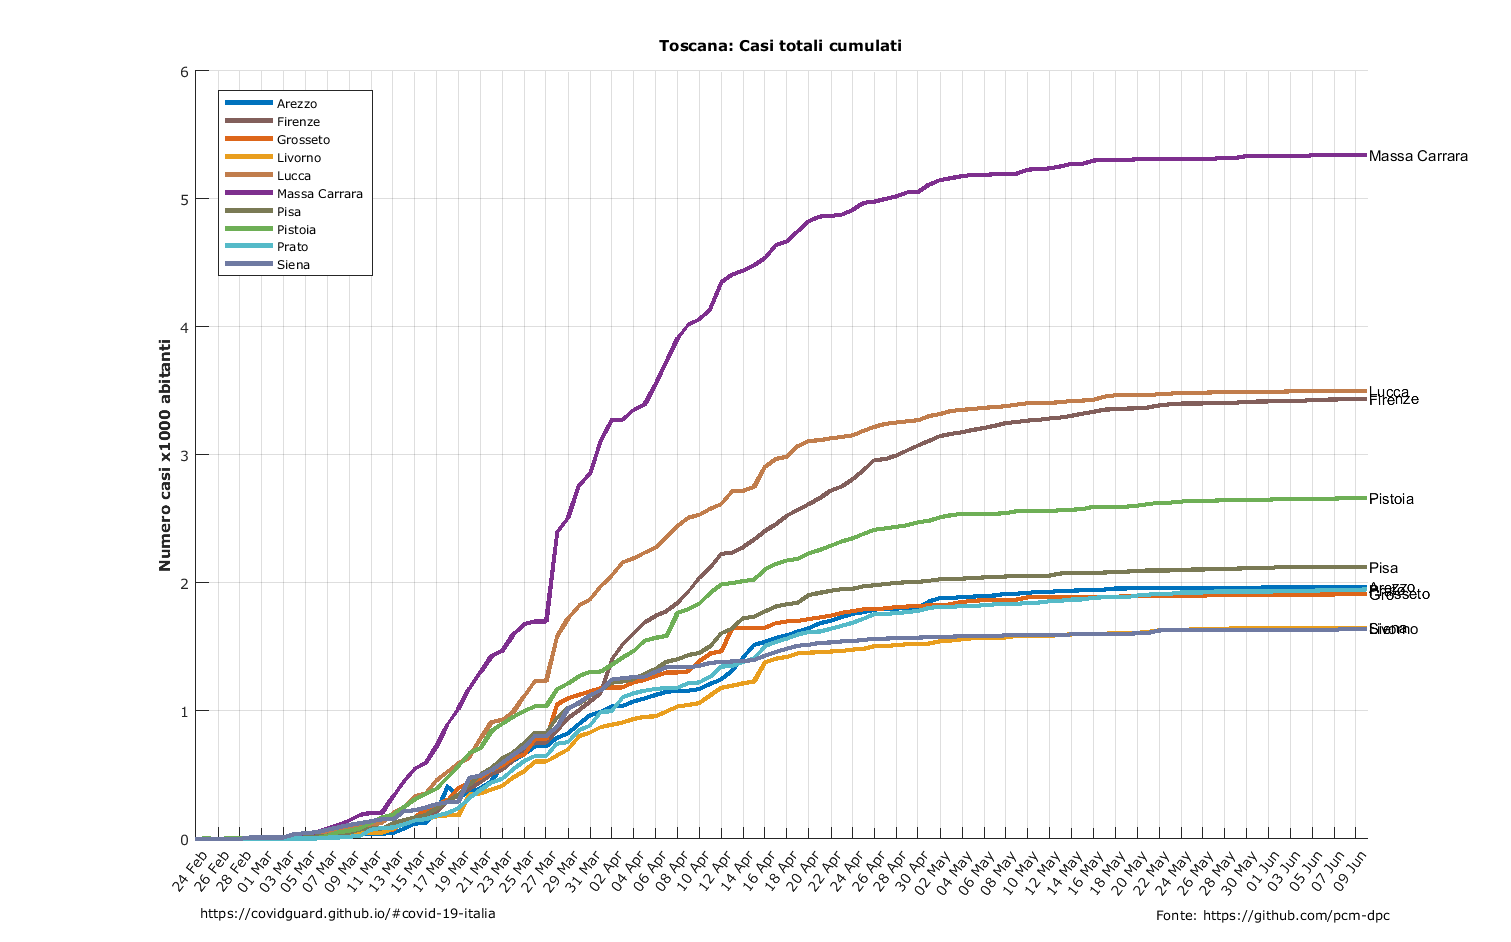 Toscana: Casi totali cumulati
6
5
4
3
2
1
0
Numero casi x1000 abitanti
Arezzo
Firenze
Grosseto
Livorno
Lucca
Massa Carrara
Pisa
Pistoia
Prato
Siena
Massa Carrara
Lucca
Firenze
Pistoia
Pisa
Arezzo
Grosseto
Livorno
24 Feb
26 Feb
28 Feb
01 Mar
03 Mar
05 Mar
07 Mar
09 Mar
11 Mar
13 Mar
15 Mar
17 Mar
19 Mar
21 Mar
23 Mar
25 Mar
27 Mar
29 Mar
31 Mar
02 Apr
04 Apr
06 Apr
08 Apr
10 Apr
12 Apr
14 Apr
16 Apr
18 Apr
20 Apr
22 Apr
24 Apr
26 Apr
28 Apr
30 Apr
02 May
04 May
06 May
08 May
10 May
12 May
14 May
16 May
18 May
20 May
22 May
24 May
26 May
28 May
30 May
01 Jun
03 Jun
05 Jun
07 Jun
09 Jun
https://covidguard.github.io/#covid-19-italia
Fonte: https://github.com/pcm-dpc